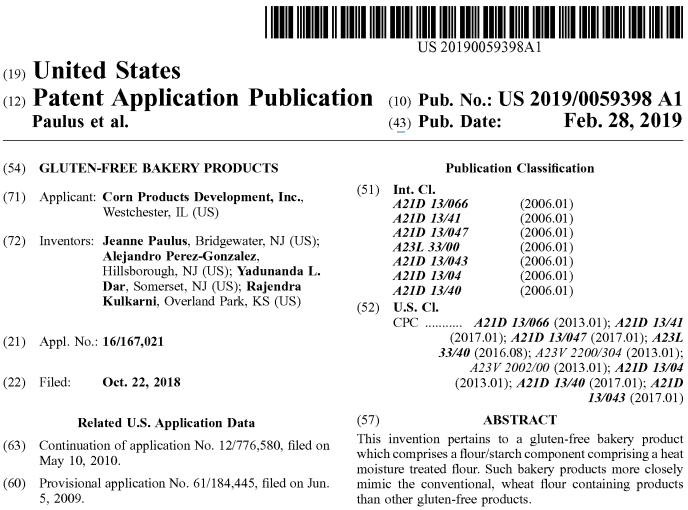 US 20190059398A1
(19) United States
(12) Patent Application Publication (10) Pub. No.: US 2019/0059398 A1
Paulus et al. (43) Pub. Date: Feb. 28, 2019
(54) GLUTEN-FREE BAKERY PRODUCTS
(71) Applicant: Corn Products Development, Inc.,
Westchester, IL (US)
(72) Inventors: Jeanne Paulus, Bridgewater, NJ (US);
Alejandro Perez-Gonzalez,
Hillsborough, NJ (US); Yadunanda L.
Dar, Somerset, NJ (US); Rajendra
Kulkarni, Overland Park, KS (US)
(21) Appl. No.: 16/167,021
(22) Filed: Oct. 22, 2018
Related U.S. Application Data
(63) Continuation of application No. 12/776,580, filed on
May 10, 2010.
(60) Provisional application No. 61/184,445, filed on Jun.
5, 2009.
Publication Classification
(51) Int. Cl.
A21D 13/066 (2006.01)
A21D 13/41 (2006.01)
A21D 13/047 (2006.01)
A23L 33/00 (2006.01)
A21D 13/043 (2006.01)
A21D 13/04 (2006.01)
A21D 13/40 (2006.01)
(52) U.S. Cl.
CPC .......... A21D 13/066 (2013.01); A21D 13/41
(2017.01); A21D 13/047 (2017.01); A23L
33/40 (2016.08); A23V 2200/304 (2013.01);
A23V 2002/00 (2013.01); A21D 13/04
(2013.01); A21D 13/40 (2017.01); A21D
13/043 (2017.01)
(57) ABSTRACT
This invention pertains to a gluten-free bakery product
which comprises a flour/starch component comprising a heat
moisture treated flour. Such bakery products more closely
mimic the conventional, wheat flour containing products
than other gluten-free products.